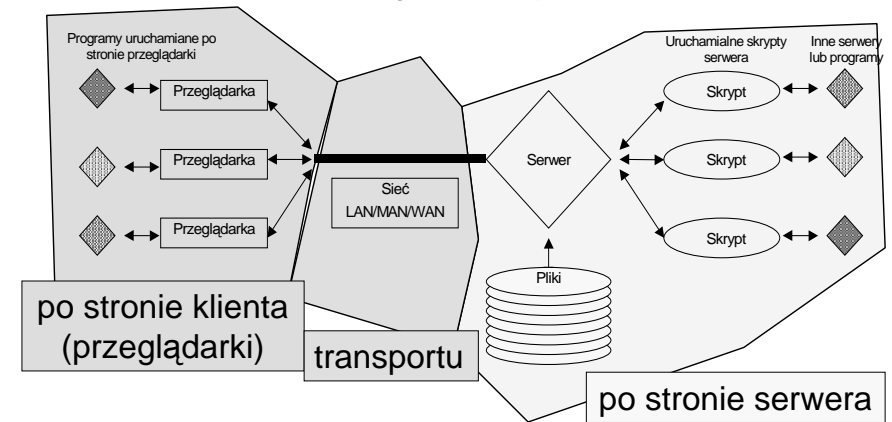 Programy uruchamiane po
stronie przeglądarki
Przeglądarka
Przeglądarka
Przeglądarka
Sieć
LAN/MAN/WAN
Serwer
Pliki
Uruchamialne skrypty
serwera
Inne serwery
lub programy
Skrypt
Skrypt
Skrypt
po stronie klienta
(przeglądarki)
transportu
po stronie serwera